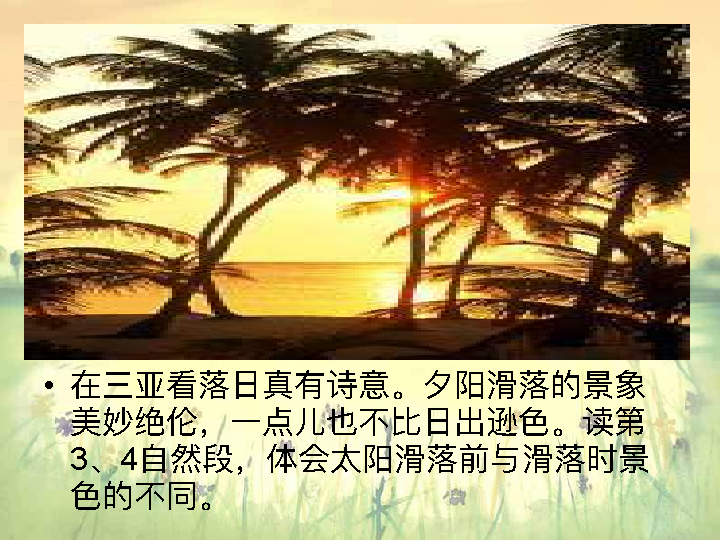 • 在三亚看落日真有诗意。夕阳滑落的景象
美妙绝伦，一点儿也不比日出逊色。读第
3、4自然段，体会太阳滑落前与滑落时景
色的不同。